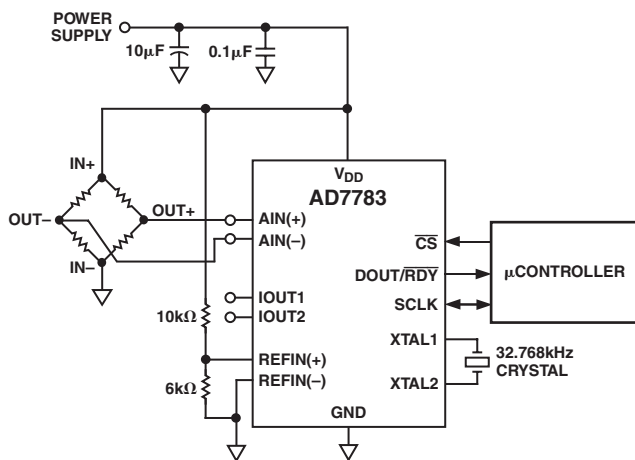 POWER
SUPPLY
10µF
0.1µF
IN+
OUT–
OUT+
IN–
VDD
AD7783
AIN(+)
AIN(–)
IOUT1
IOUT2
REFIN(+)
REFIN(–)
GND
CS
DOUT/RDY
SCLK
XTAL1
XTAL2
µCONTROLLER
32.768kHz
CRYSTAL
10kΩ
6kΩ